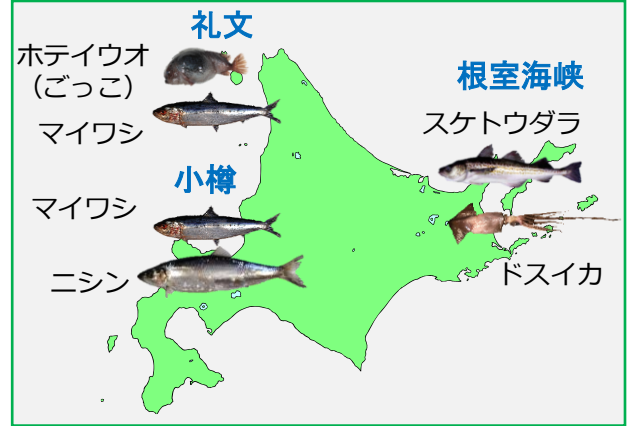 礼文
ホテイウオ
（ごっこ）
マイワシ
小樽
マイワシ
ニシン
根室海峡
スケトウダラ
ドスイカ